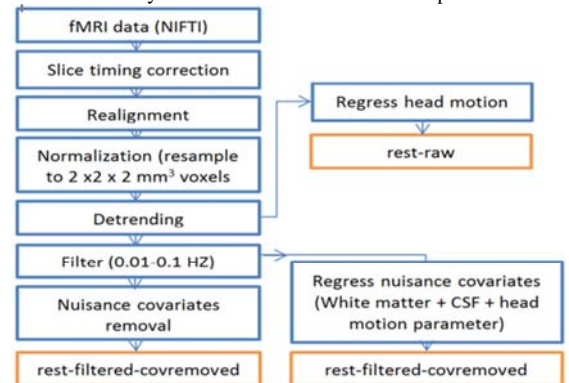 fMRI data (NIFTI)
Slice timing correction
Realignment
Normalization (resample
to 2 x2 x 2 mm³ voxels
Detrending
Filter (0.01-0.1 HZ)
Nuisance covariates
removal
rest-filtered-covremoved
Regress head motion
rest-raw
Regress nuisance covariates
(White matter + CSF + head
motion parameter)
rest-filtered-covremoved